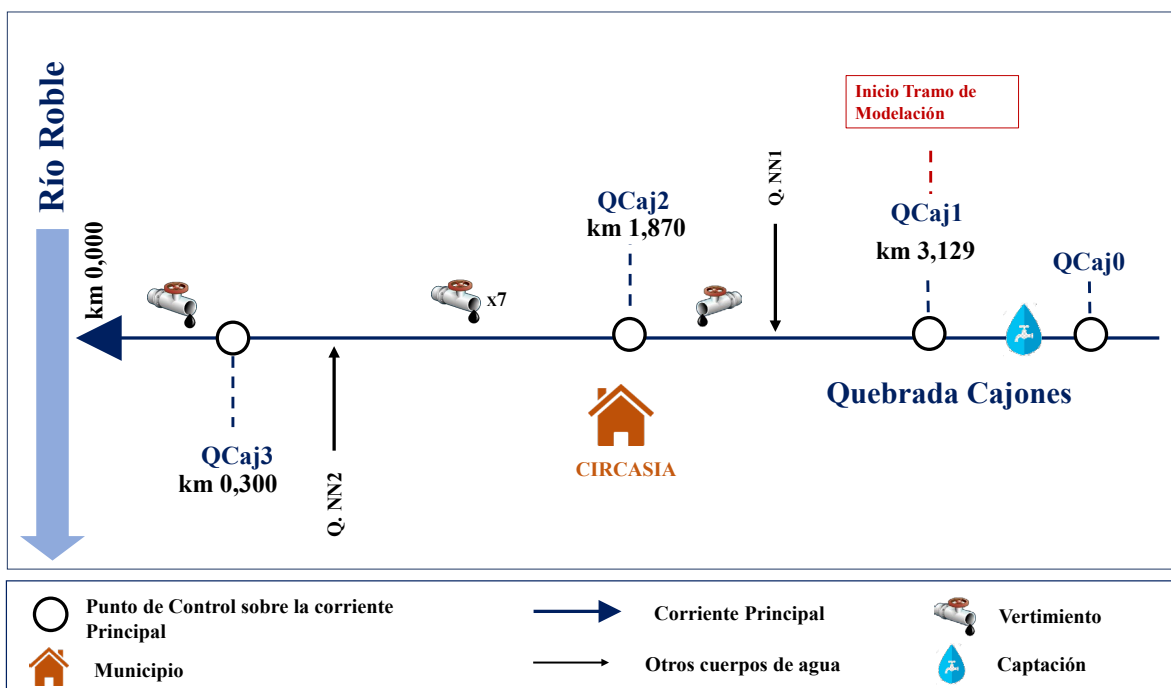 Inicio Tramo de
Modelación
Río Roble
km 0,000
QCaj2
km 1,870
Q. NN1
QCaj1
km 3,129
QCaj0
x7
Quebrada Cajones
QCaj3
km 0,300
Q. NN2
CIRCASIA
Punto de Control sobre la corriente
Principal
Corriente Principal
Vertimiento
Municipio
Otros cuerpos de agua
Captación